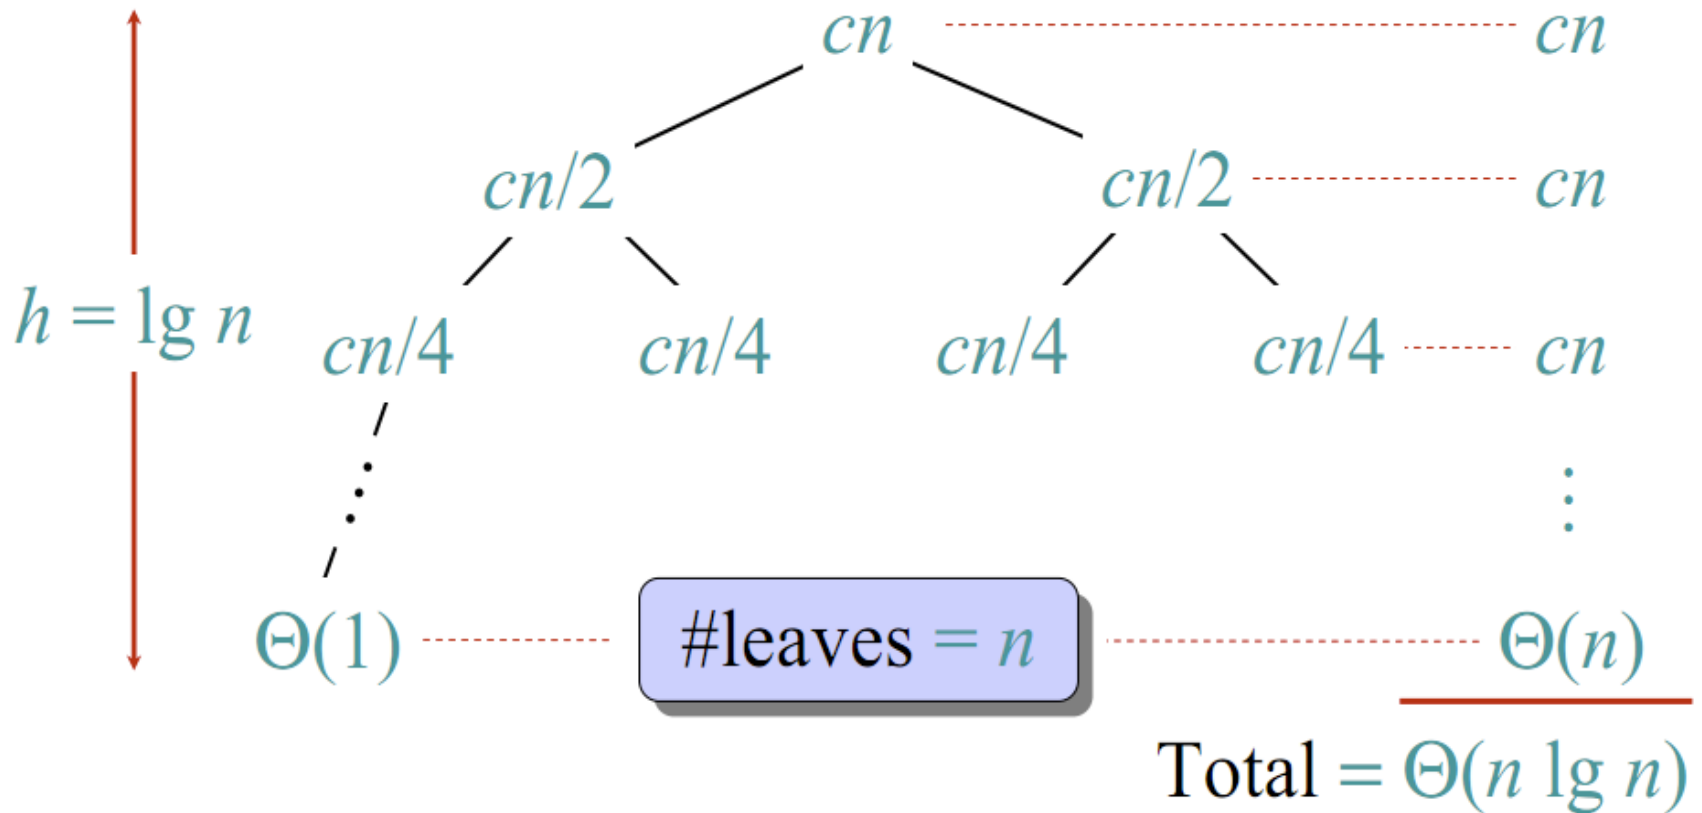 cn cn
cn/2 cn/2 cn
h = lg n
cn/4 cn/4 cn/4 cn/4 cn
⋮
Θ(1) #leaves = n Θ(n)
Total = Θ(n lg n)